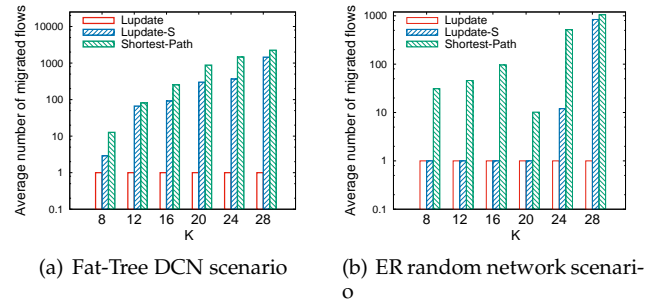 Average number of migrated flows
10000
1000
100
10
1
0.1
Lupdate
Lupdate-S
Shortest-Path
8 12 16 20 24 28
K
(a) Fat-Tree DCN scenario
Average number of migrated flows
1000
100
10
1
0.1
Lupdate
Lupdate-S
Shortest-Path
8 12 16 20 24 28
K
(b) ER random network scenari-
o